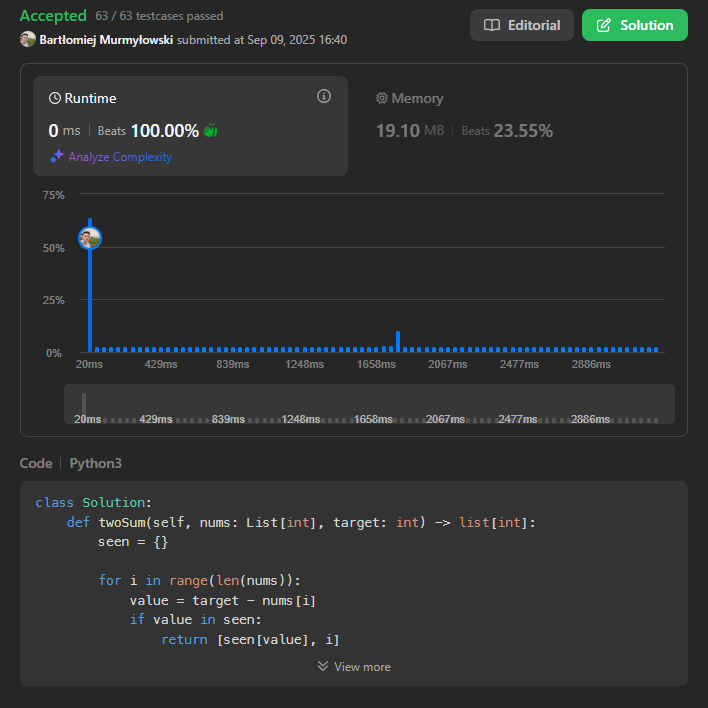 Accepted 63 / 63 testcases passed
Bartłomiej Murmyłowski submitted at Sep 09, 2025 16:40
Editorial
Solution
Runtime
0 ms | Beats 100.00%
Analyze Complexity
Memory
19.10 MB | Beats 23.55%
75%
50%
25%
0%
20ms 429ms 839ms 1248ms 1658ms 2067ms 2477ms 2886ms
20ms 429ms 839ms 1248ms 1658ms 2067ms 2477ms 2886ms
Code | Python3
class Solution:
    def twoSum(self, nums: List[int], target: int) -> list[int]:
        seen = {}
        for i in range(len(nums)):
            value = target - nums[i]
            if value in seen:
                return [seen[value], i]
View more